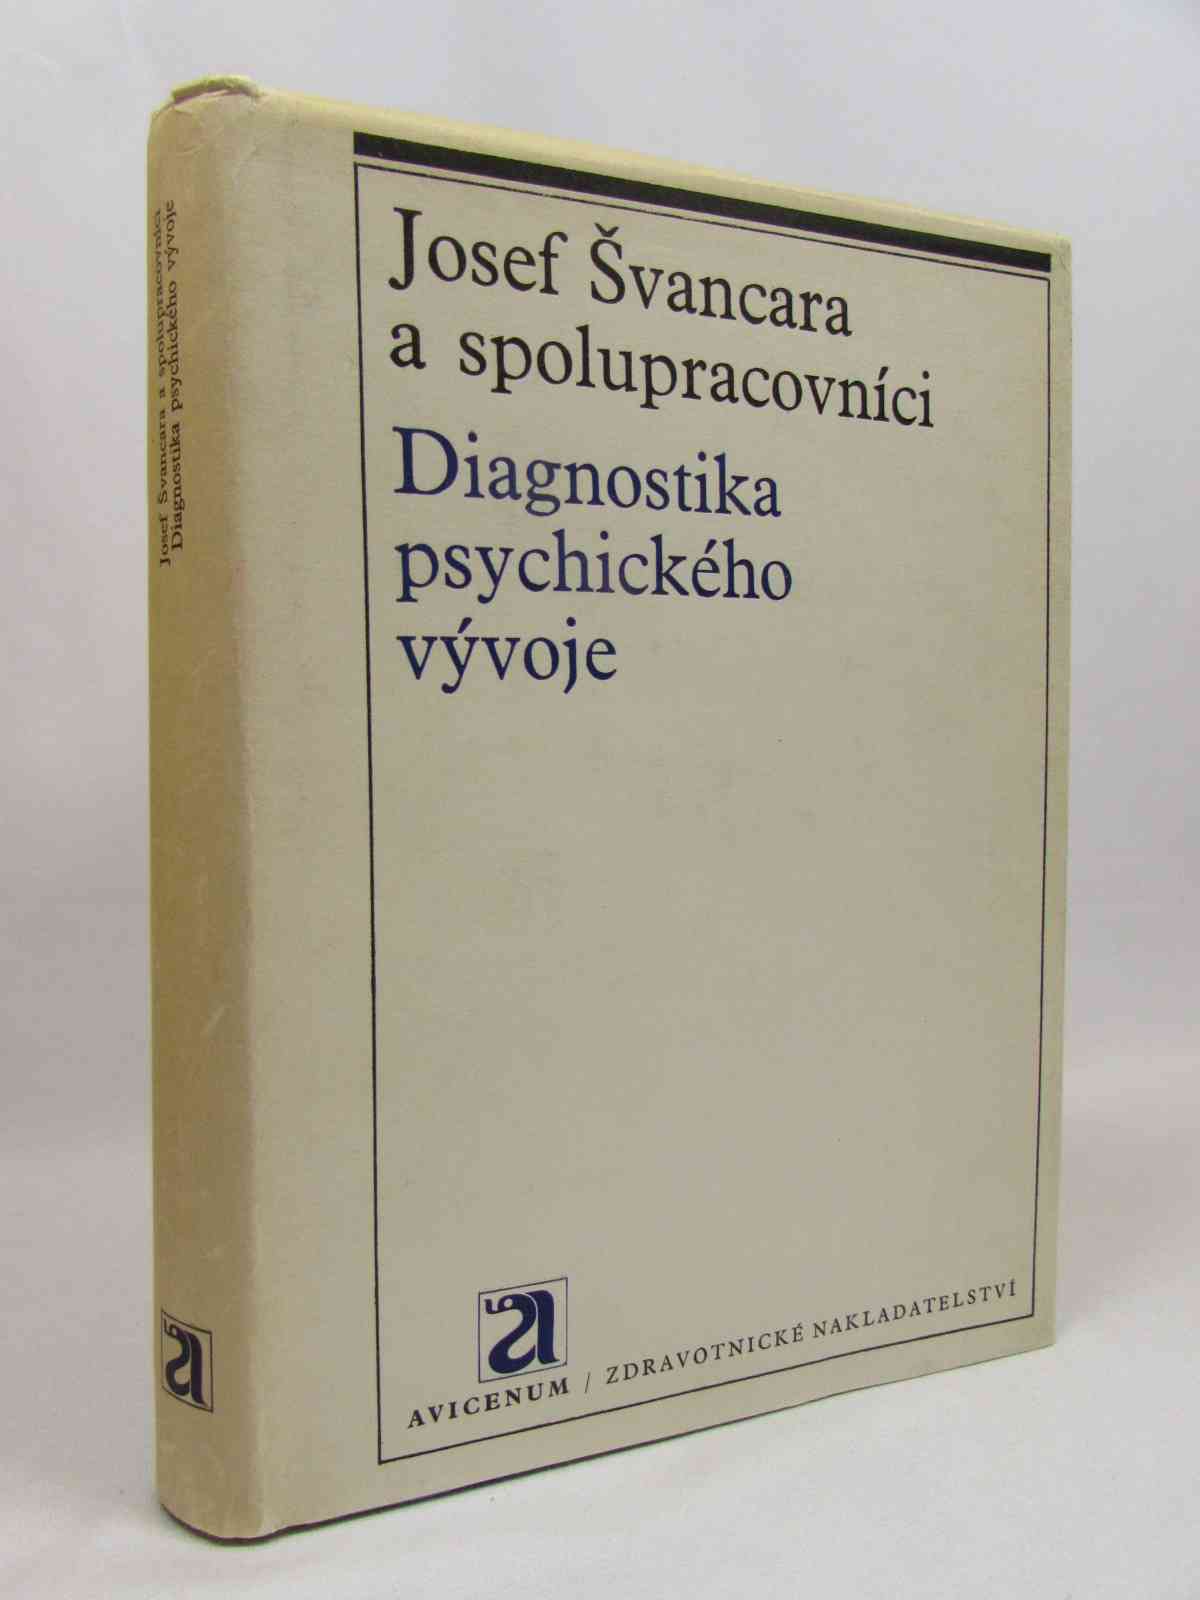 Josef Švancara a spolupracovníci
Diagnostika psychického vývoje
Josef Švancara
a spolupracovníci
Diagnostika
psychického
vývoje
AVICENUM / ZDRAVOTNICKÉ NAKLADATELSTVÍ